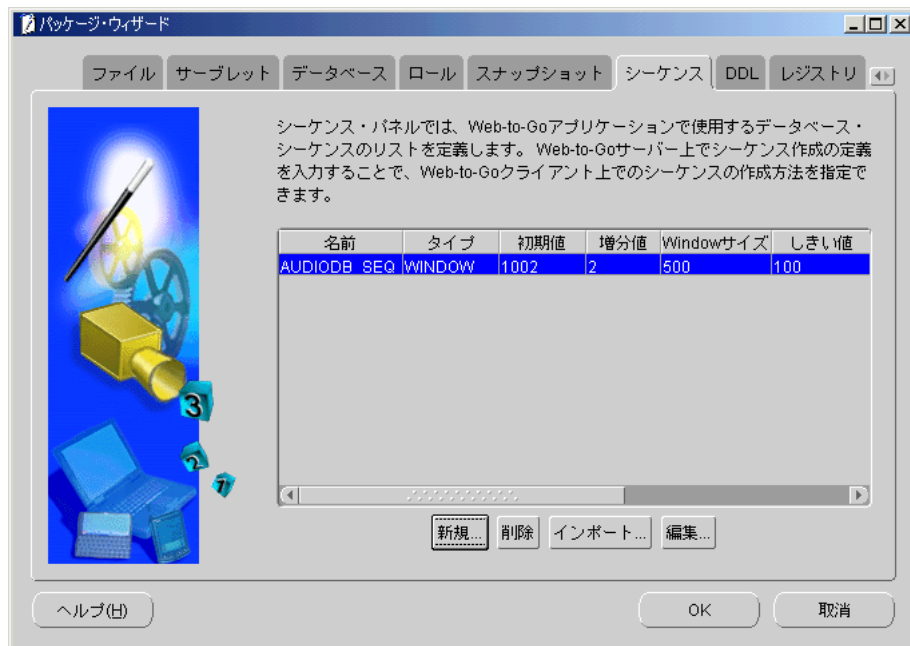 パッケージ・ウィザード
ファイル サーブレット データベース ロール スナップショット シーケンス DDL レジストリ
シーケンス・パネルでは、Web-to-Goアプリケーションで使用するデータベース・
シーケンスのリストを定義します。 Web-to-Goサーバー上でシーケンス作成の定義
を入力することで、Web-to-Goクライアント上でのシーケンスの作成方法を指定で
きます。
名前 タイプ 初期値 増分値 Windowサイズ しきい値
AUDIODB_SEQ WINDOW 1002 2 500 100
3
2
1
新規... 削除 インポート... 編集...
ヘルプ(H) OK 取消